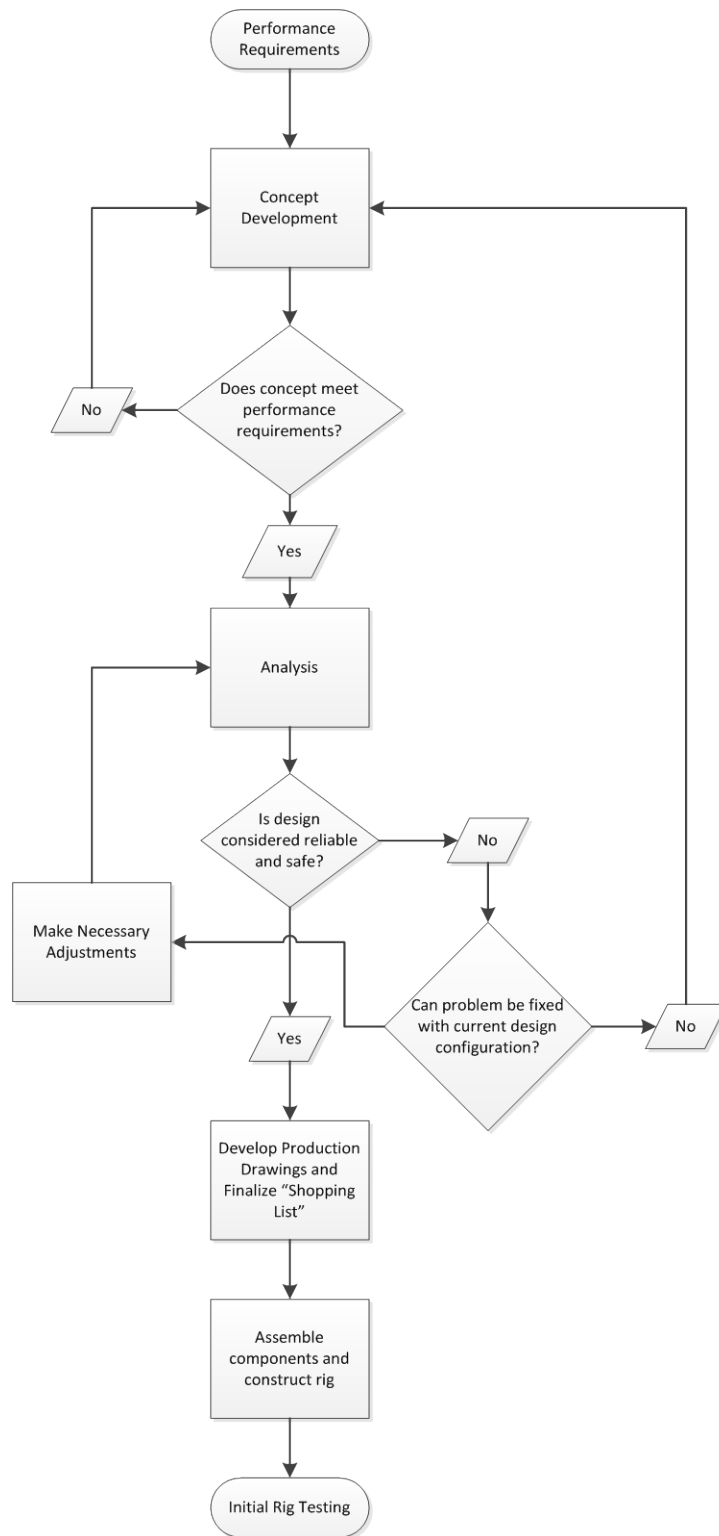 Performance
Requirements
Concept
Development
Does concept meet
performance
requirements?
No
Yes
Analysis
Is design
considered reliable
and safe?
No
Make Necessary
Adjustments
Can problem be fixed
with current design
configuration?
No
Yes
Develop Production
Drawings and
Finalize “Shopping
List”
Assemble
components and
construct rig
Initial Rig Testing